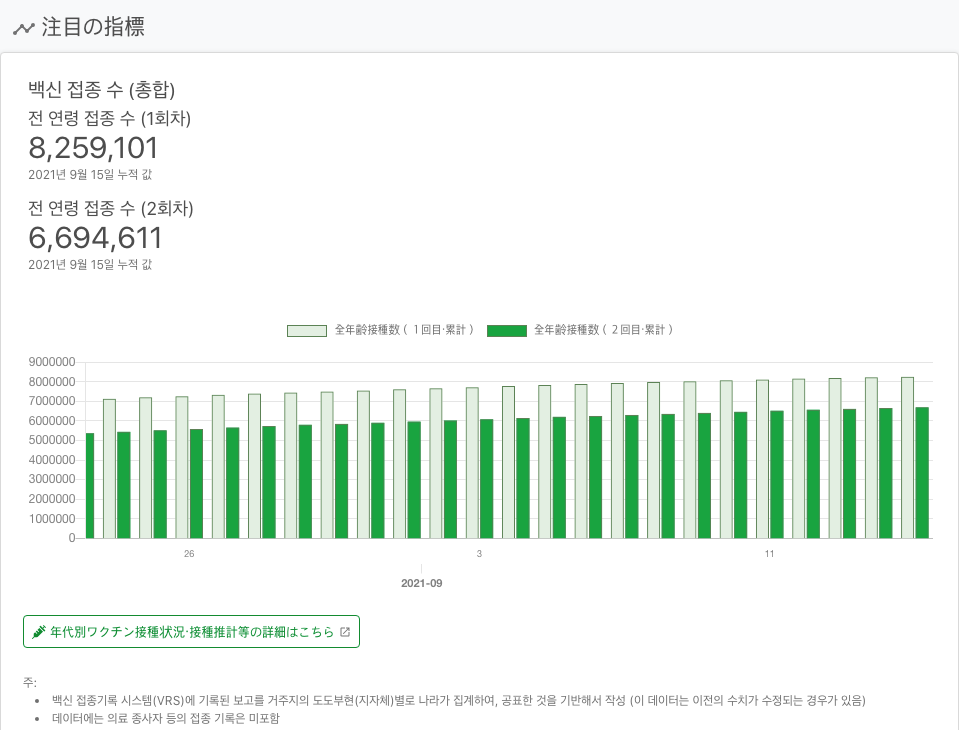 注目の指標
백신 접종 수 (총합)
전 연령 접종 수 (1회차)
8,259,101
2021년 9월 15일 누적 값
전 연령 접종 수 (2회차)
6,694,611
2021년 9월 15일 누적 값
全年齢接種数（１回目·累計） 全年齢接種数（２回目·累計）
9000000
8000000
7000000
6000000
5000000
4000000
3000000
2000000
1000000
0
26 3 11
2021-09
年代別ワクチン接種状況·接種推計等の詳細はこちら
주:
• 백신 접종기록 시스템(VRS)에 기록된 보고를 거주지의 도도부현(지자체)별로 나라가 집계하여, 공표한 것을 기반해서 작성 (이 데이터는 이전의 수치가 수정되는 경우가 있음)
• 데이터에는 의료 종사자 등의 접종 기록은 미포함